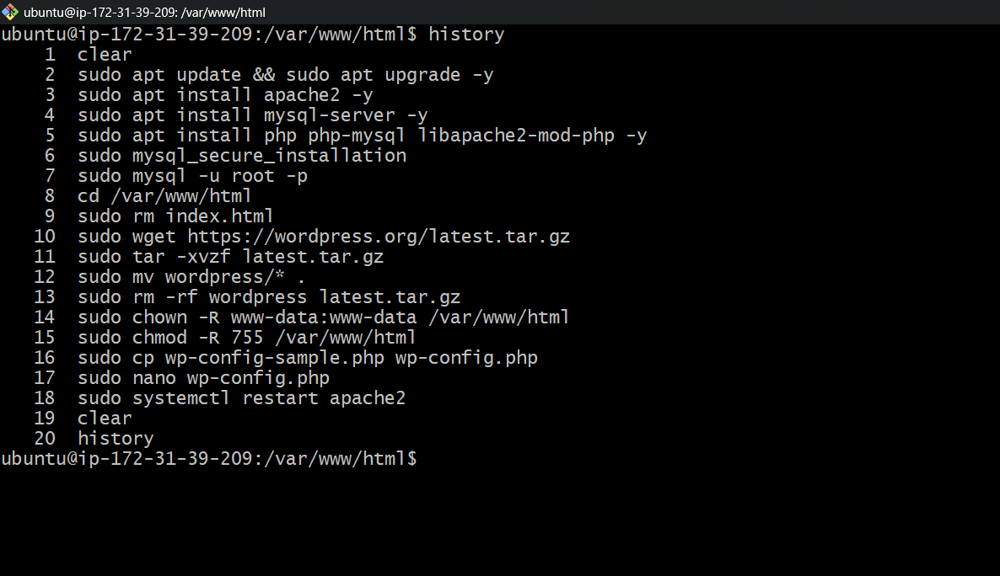 ubuntu@ip-172-31-39-209: /var/www/html
ubuntu@ip-172-31-39-209:/var/www/html$ history
1 clear
2 sudo apt update && sudo apt upgrade -y
3 sudo apt install apache2 -y
4 sudo apt install mysql-server -y
5 sudo apt install php php-mysql libapache2-mod-php -y
6 sudo mysql_secure_installation
7 sudo mysql -u root -p
8 cd /var/www/html
9 sudo rm index.html
10 sudo wget https://wordpress.org/latest.tar.gz
11 sudo tar -xvzf latest.tar.gz
12 sudo mv wordpress/* .
13 sudo rm -rf wordpress latest.tar.gz
14 sudo chown -R www-data:www-data /var/www/html
15 sudo chmod -R 755 /var/www/html
16 sudo cp wp-config-sample.php wp-config.php
17 sudo nano wp-config.php
18 sudo systemctl restart apache2
19 clear
20 history
ubuntu@ip-172-31-39-209:/var/www/html$